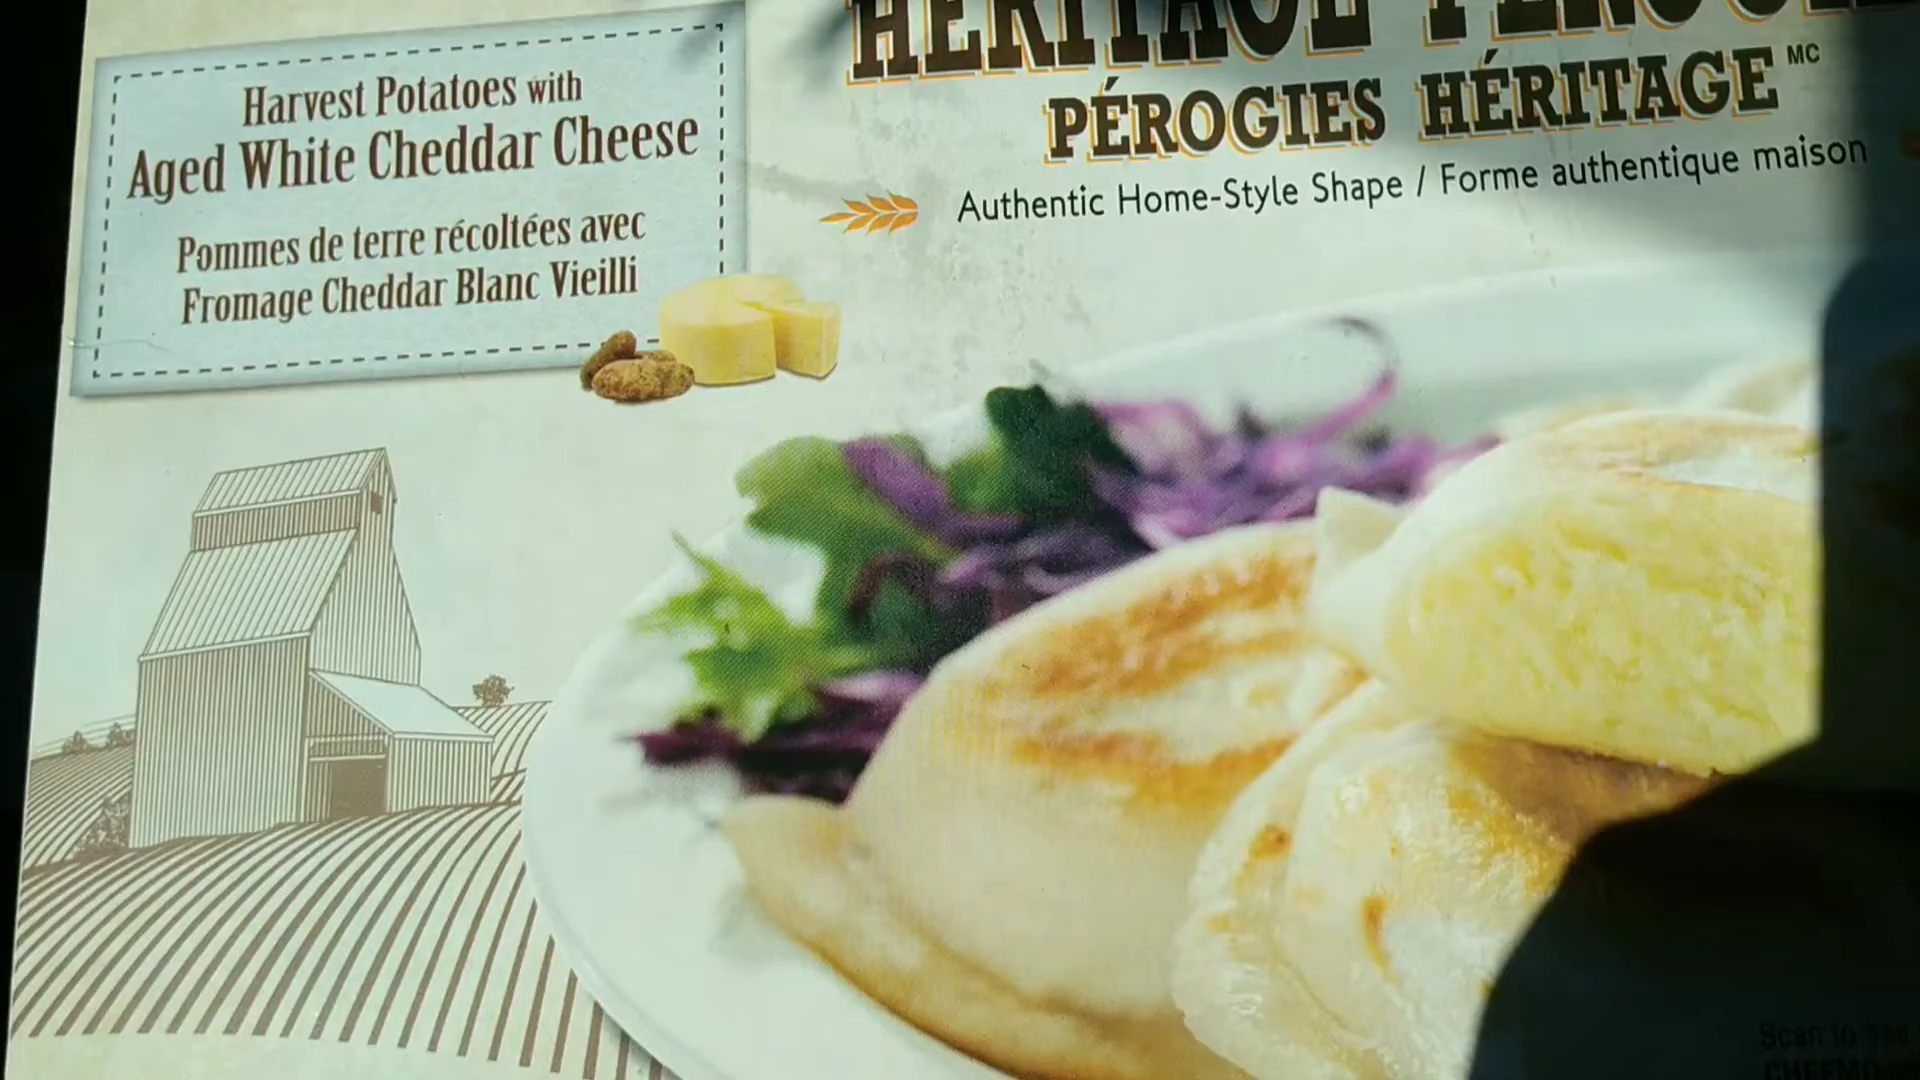 Harvest Potatoes with
Aged White Cheddar Cheese
Pommes de terre récoltées avec
Fromage Cheddar Blanc Vieilli
HERITAGE
PÉROGIES HÉRITAGE MC
Authentic Home-Style Shape / Forme authentique maison
Scan to